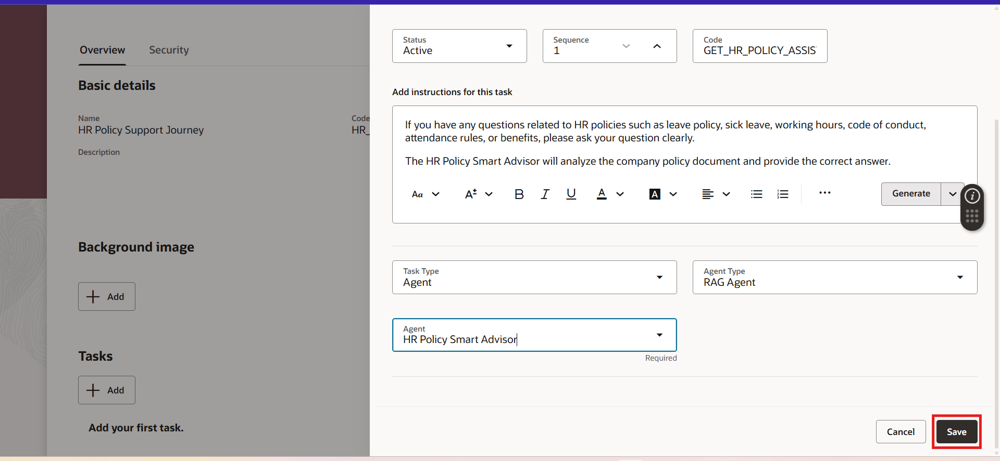 Overview Security
Basic details
Name
HR Policy Support Journey
Code
HR_
Description
Background image
Add
Tasks
Add
Add your first task.
Status
Active
Sequence
1
Code
GET_HR_POLICY_ASSIS
Add instructions for this task
If you have any questions related to HR policies such as leave policy, sick leave, working hours, code of conduct,
attendance rules, or benefits, please ask your question clearly.
The HR Policy Smart Advisor will analyze the company policy document and provide the correct answer.
Generate
Task Type
Agent
Agent Type
RAG Agent
Agent
HR Policy Smart Advisor
Required
Cancel Save